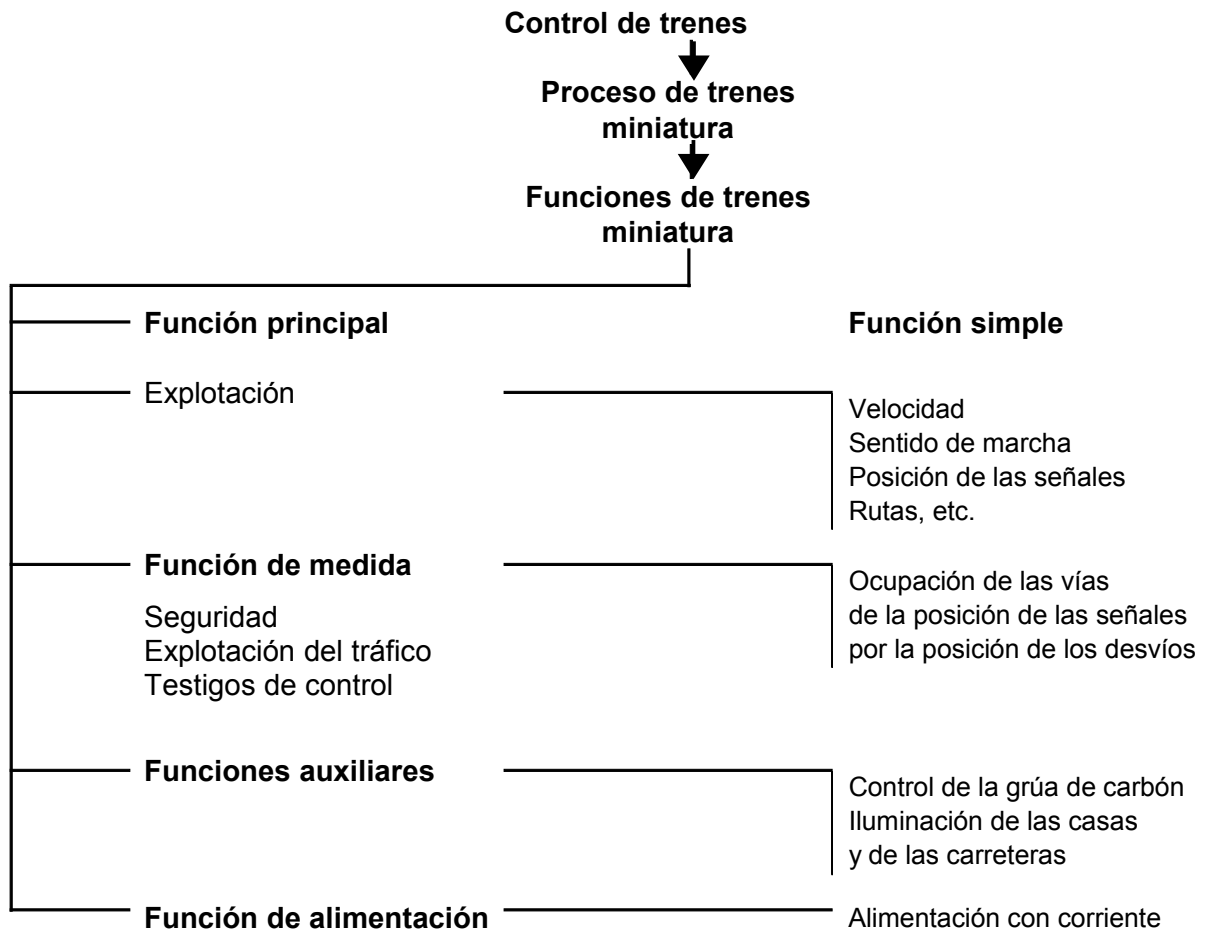 Control de trenes
Proceso de trenes
miniatura
Funciones de trenes
miniatura
Función principal
Función simple
Explotación
Velocidad
Sentido de marcha
Posición de las señales
Rutas, etc.
Función de medida
Seguridad
Explotación del tráfico
Testigos de control
Ocupación de las vías
de la posición de las señales
por la posición de los desvíos
Funciones auxiliares
Control de la grúa de carbón
Iluminación de las casas
y de las carreteras
Función de alimentación
Alimentación con corriente